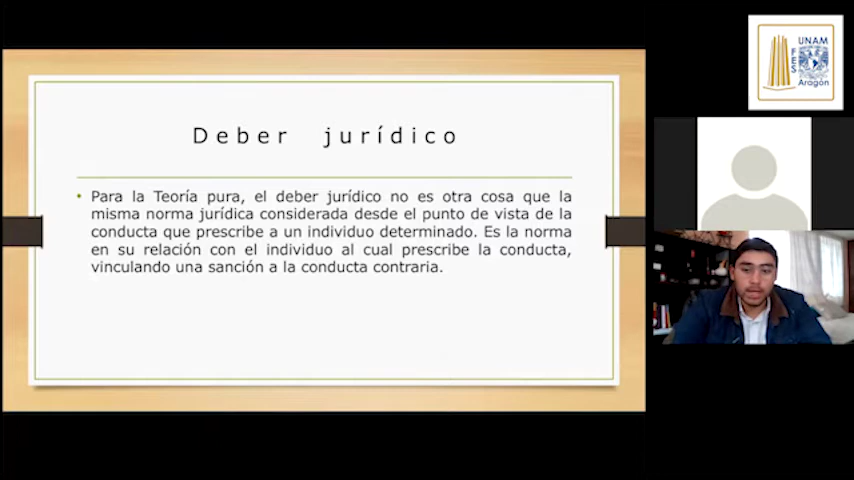 Deber jurídico
• Para la Teoría pura, el deber jurídico no es otra cosa que la
misma norma jurídica considerada desde el punto de vista de la
conducta que prescribe a un individuo determinado. Es la norma
en su relación con el individuo al cual prescribe la conducta,
vinculando una sanción a la conducta contraria.
UNAM
FES
Aragón